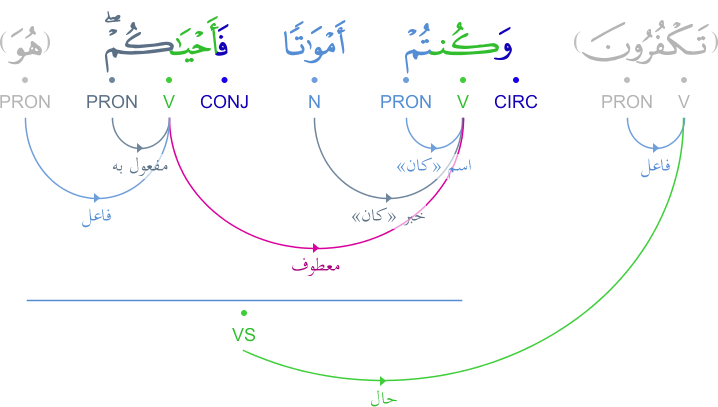 (تَكْفُرُونَ) وَكُنتُمْ أَمْوَٰتًا فَأَحْيَـٰكُمْ ۖ (هُوَ)
V PRON CIRC V PRON N CONJ V PRON PRON
فاعل اسم «كان» مفعول به
خبر «كان» فاعل
معطوف
VS
حال